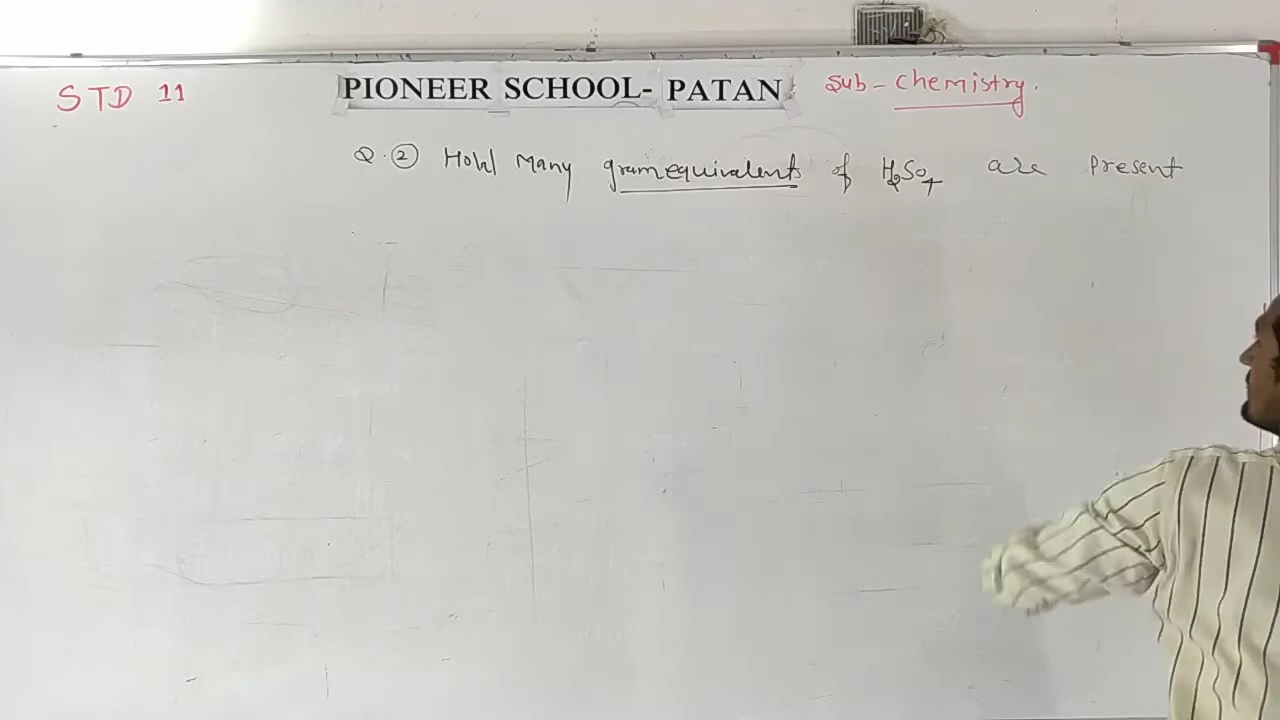 STD 11 PIONEER SCHOOL- PATAN Sub - Chemistry.
Q.② How Many gramequivalents of H₂SO₄ are Present